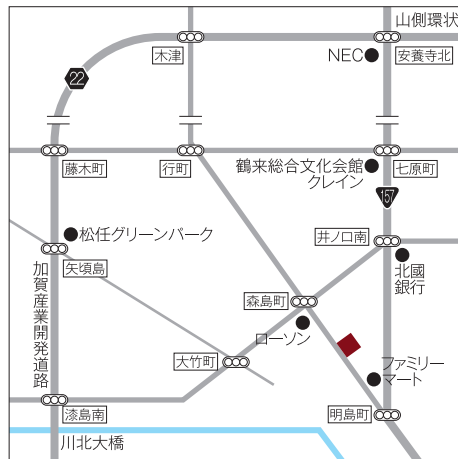 山側環状
木津
NEC
安養寺北
22
藤木町
行町
鶴来総合文化会館
クレイン
七原町
157
松任グリーンパーク
井ノ口南
矢頃島
北國
銀行
加賀産業開発道路
森島町
ローソン
大竹町
ファミリー
マート
漆島南
明島町
川北大橋